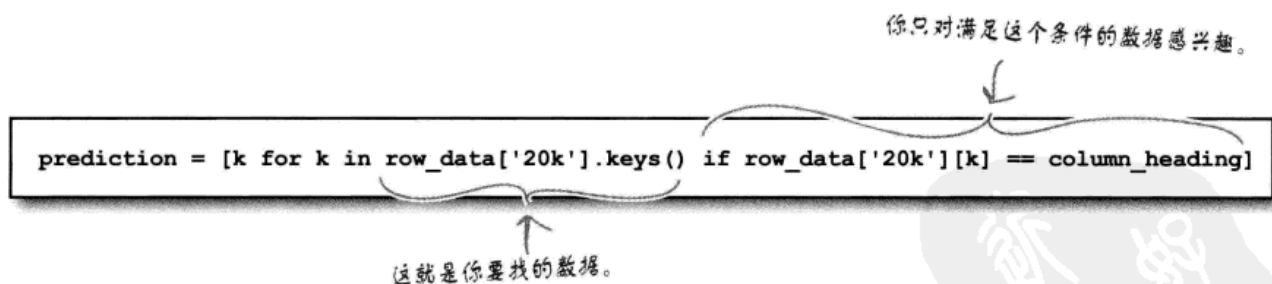 你只对满足这个条件的数据感兴趣。
prediction = [k for k in row_data['20k'].keys() if row_data['20k'][k] == column_heading]
这就是你要找的数据。